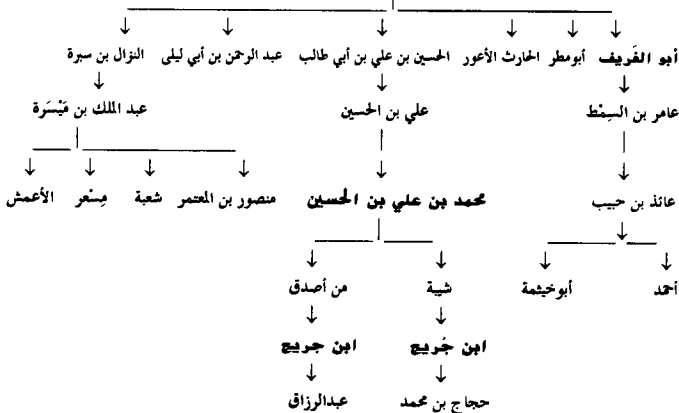 أبو الغَريف أبومطر الحارث الأعور الحسين بن علي بن أبي طالب عبد الرحمن بن أبي ليلى النزال بن سبرة
عامر بن السِمْط علي بن الحسين عبد الملك بن مَيْسَرة
عائذ بن حبيب محمد بن علي بن الحسين منصور بن المعتمر شعبة مِسْعر الأعمش
أحمد أبوخيثمة شيبة من أصدق
ابن جُريج ابن جريج
حجاج بن محمد عبدالرزاق